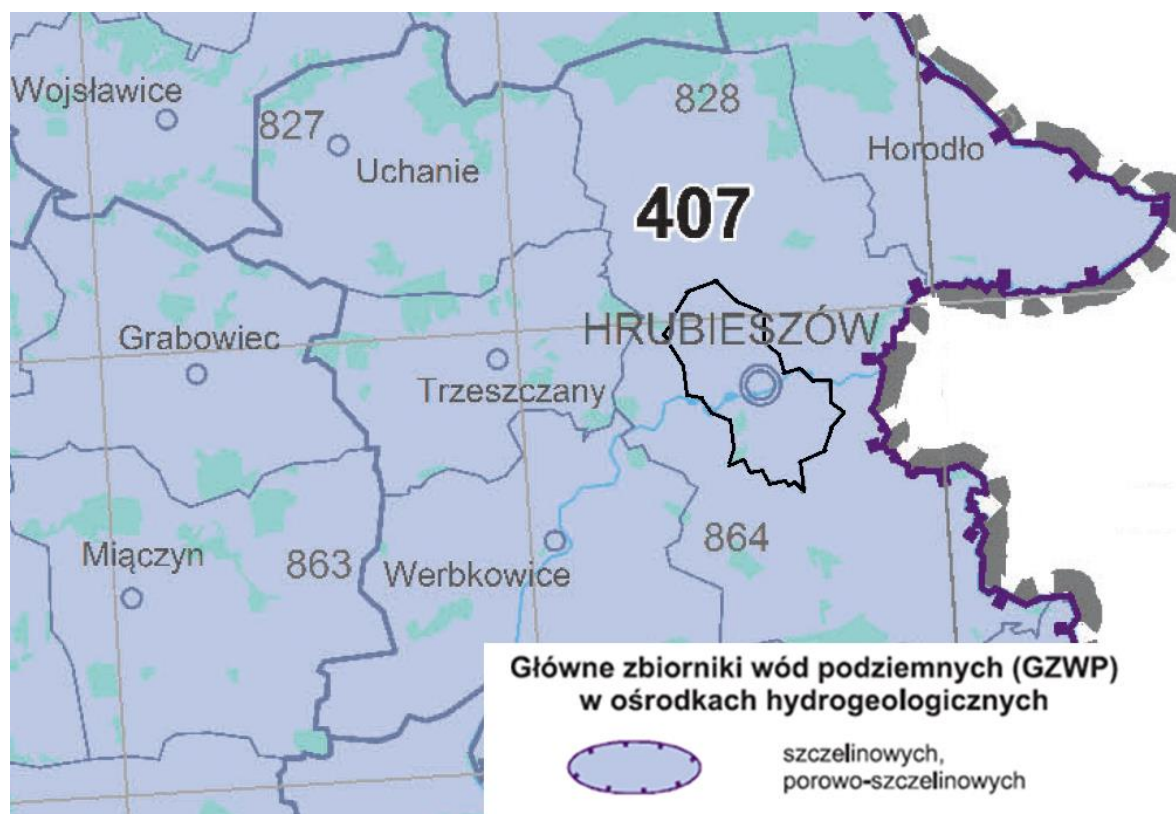 Wojsławice
827
Uchanie
828
Horodło
407
Grabowiec
HRUBIESZÓW
Trzeszczany
Miączyn
863
Werbkowice
864
Główne zbiorniki wód podziemnych (GZWP)
w ośrodkach hydrogeologicznych
szczelinowych,
porowo-szczelinowych